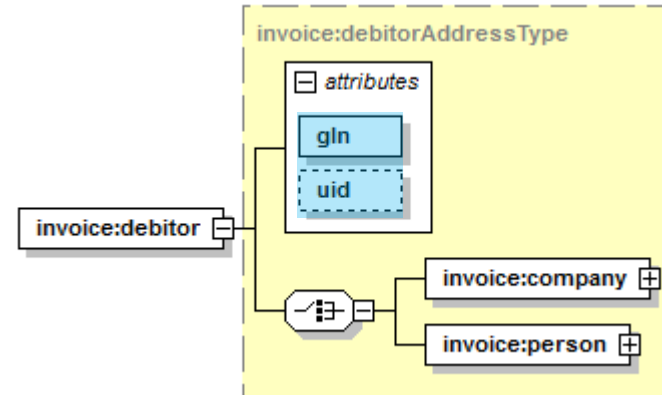 invoice:debitorAddressType
attributes
gln
uid
invoice:debitor
invoice:company
invoice:person